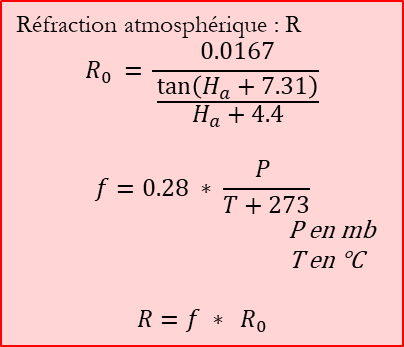 Réfraction atmosphérique : R
R₀ = 0.0167 / ((tan(Hₐ + 7.31)) / (Hₐ + 4.4))
f = 0.28 * P / (T + 273)
P en mb
T en °C
R = f * R₀